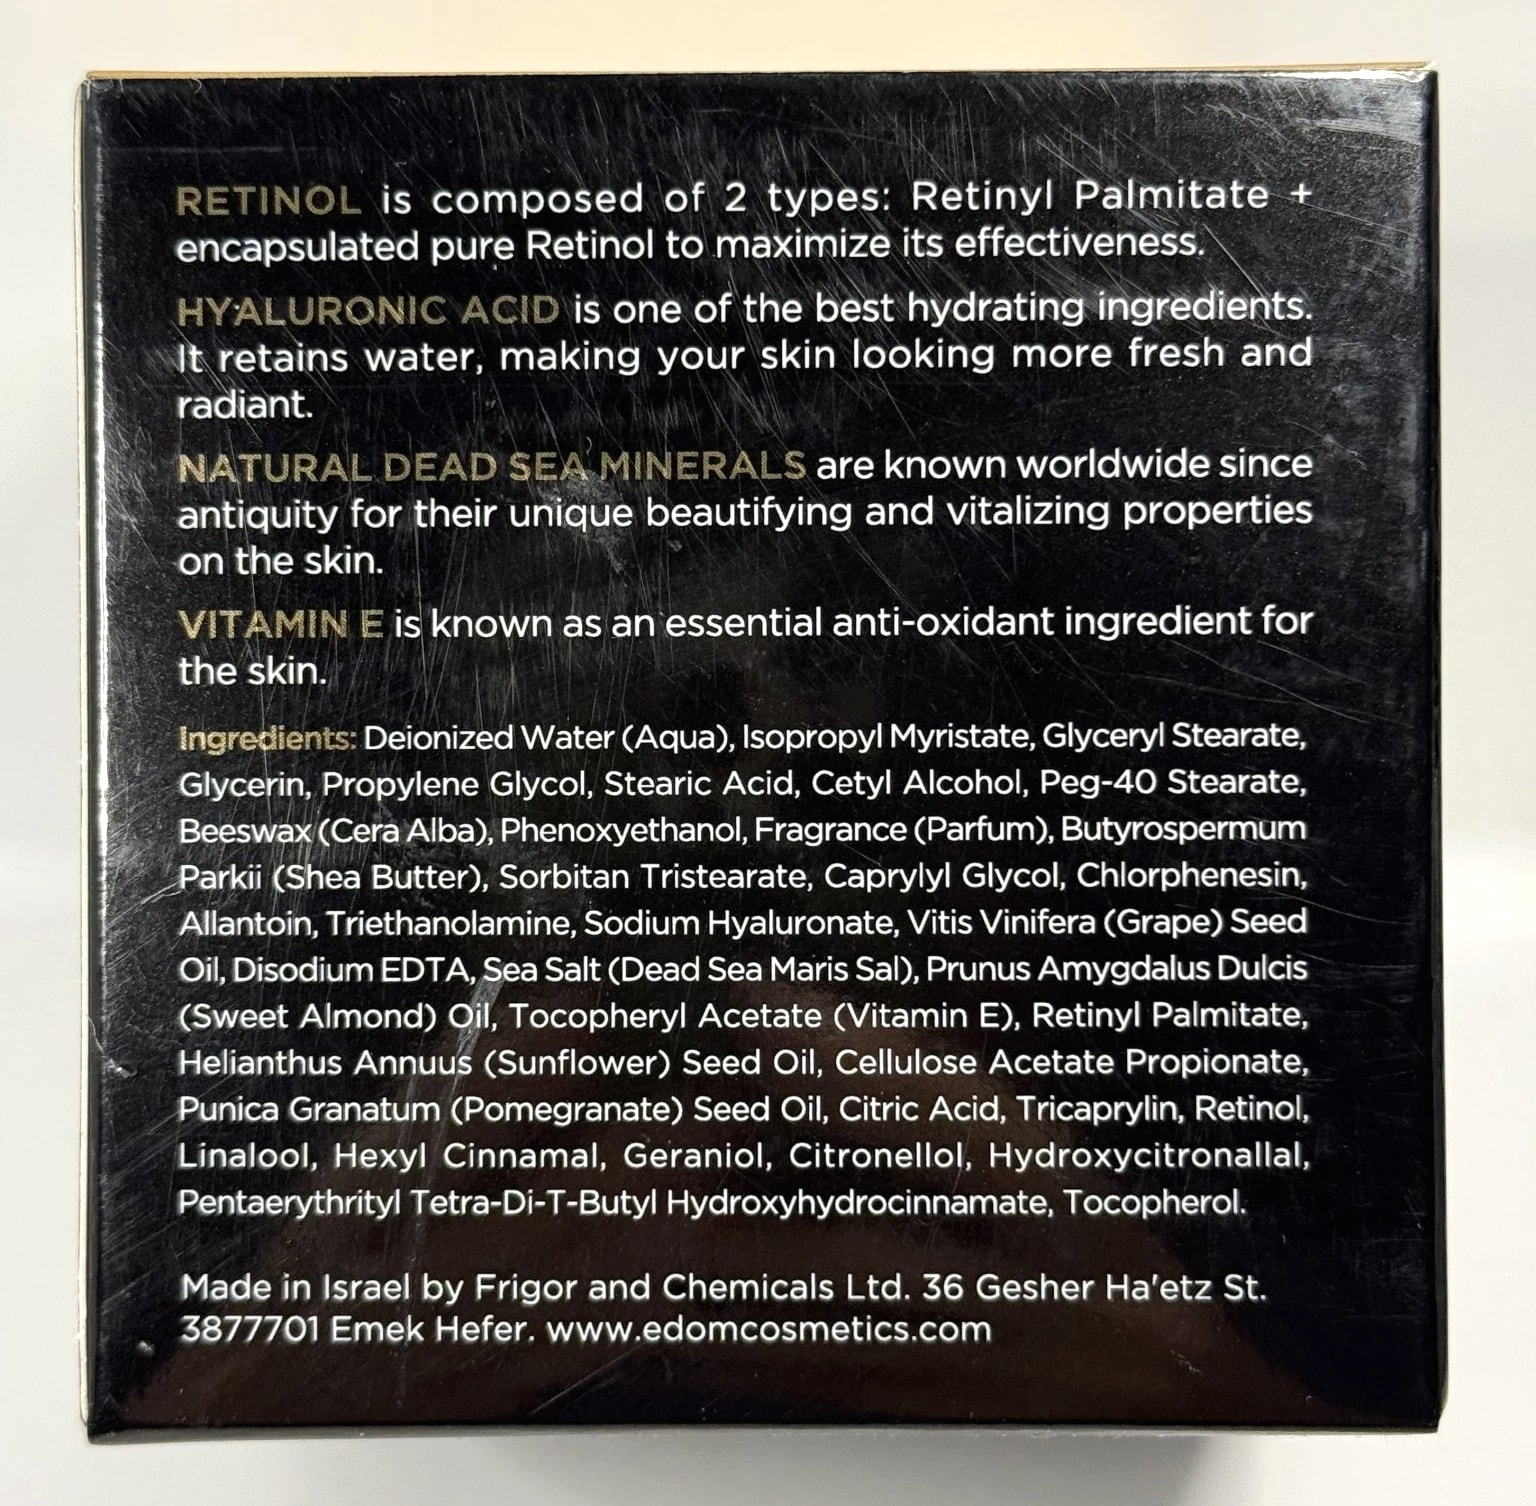 RETINOL is composed of 2 types: Retinyl Palmitate +
encapsulated pure Retinol to maximize its effectiveness.
HYALURONIC ACID is one of the best hydrating ingredients.
It retains water, making your skin looking more fresh and
radiant.
NATURAL DEAD SEA MINERALS are known worldwide since
antiquity for their unique beautifying and vitalizing properties
on the skin.
VITAMIN E is known as an essential anti-oxidant ingredient for
the skin.
Ingredients: Deionized Water (Aqua), Isopropyl Myristate, Glyceryl Stearate,
Glycerin, Propylene Glycol, Stearic Acid, Cetyl Alcohol, Peg-40 Stearate,
Beeswax (Cera Alba), Phenoxyethanol, Fragrance (Parfum), Butyrospermum
Parkii (Shea Butter), Sorbitan Tristearate, Caprylyl Glycol, Chlorphenesin,
Allantoin, Triethanolamine, Sodium Hyaluronate, Vitis Vinifera (Grape) Seed
Oil, Disodium EDTA, Sea Salt (Dead Sea Maris Sal), Prunus Amygdalus Dulcis
(Sweet Almond) Oil, Tocopheryl Acetate (Vitamin E), Retinyl Palmitate,
Helianthus Annuus (Sunflower) Seed Oil, Cellulose Acetate Propionate,
Punica Granatum (Pomegranate) Seed Oil, Citric Acid, Tricaprylin, Retinol,
Linalool, Hexyl Cinnamal, Geraniol, Citronellol, Hydroxycitronallal,
Pentaerythrityl Tetra-Di-T-Butyl Hydroxyhydrocinnamate, Tocopherol.
Made in Israel by Frigor and Chemicals Ltd. 36 Gesher Ha'etz St.
3877701 Emek Hefer. www.edomcosmetics.com